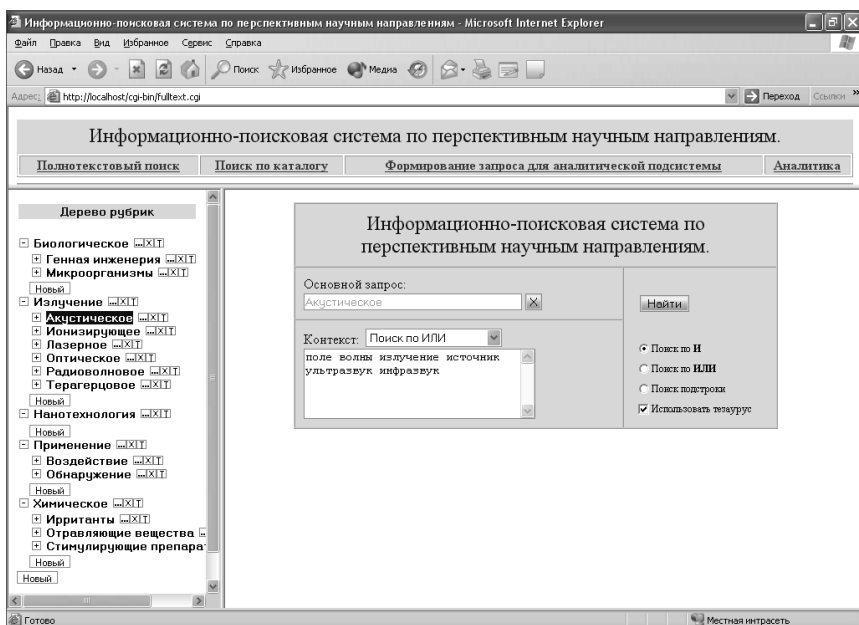 Информационно-поисковая система по перспективным научным направлениям - Microsoft Internet Explorer
Файл Правка Вид Избранное Сервис Справка
Назад Поиск Избранное Медиа
Адрес: http://localhost/cgi-bin/fulltext.cgi Переход Ссылки »
Информационно-поисковая система по перспективным научным направлениям.
Полнотекстовый поиск Поиск по каталогу Формирование запроса для аналитической подсистемы Аналитика
Дерево рубрик
Биологическое ... X T
Генная инженерия ... X T
Микроорганизмы ... X T
Новый
Излучение ... X T
Акустическое ... X T
Ионизирующее ... X T
Лазерное ... X T
Оптическое ... X T
Радиоволновое ... X T
Терагерцовое ... X T
Новый
Нанотехнология ... X T
Новый
Применение ... X T
Воздействие ... X T
Обнаружение ... X T
Новый
Химическое ... X T
Ирританты ... X T
Отравляющие вещества ...
Стимулирующие препара
Новый
Новый
Информационно-поисковая система по
перспективным научным направлениям.
Основной запрос:
Акустическое X
Контекст: Поиск по ИЛИ
поле волны излучение источник
ультразвук инфразвук
Найти
Поиск по И
Поиск по ИЛИ
Поиск подстроки
Использовать тезаурус
Готово Местная интрасеть